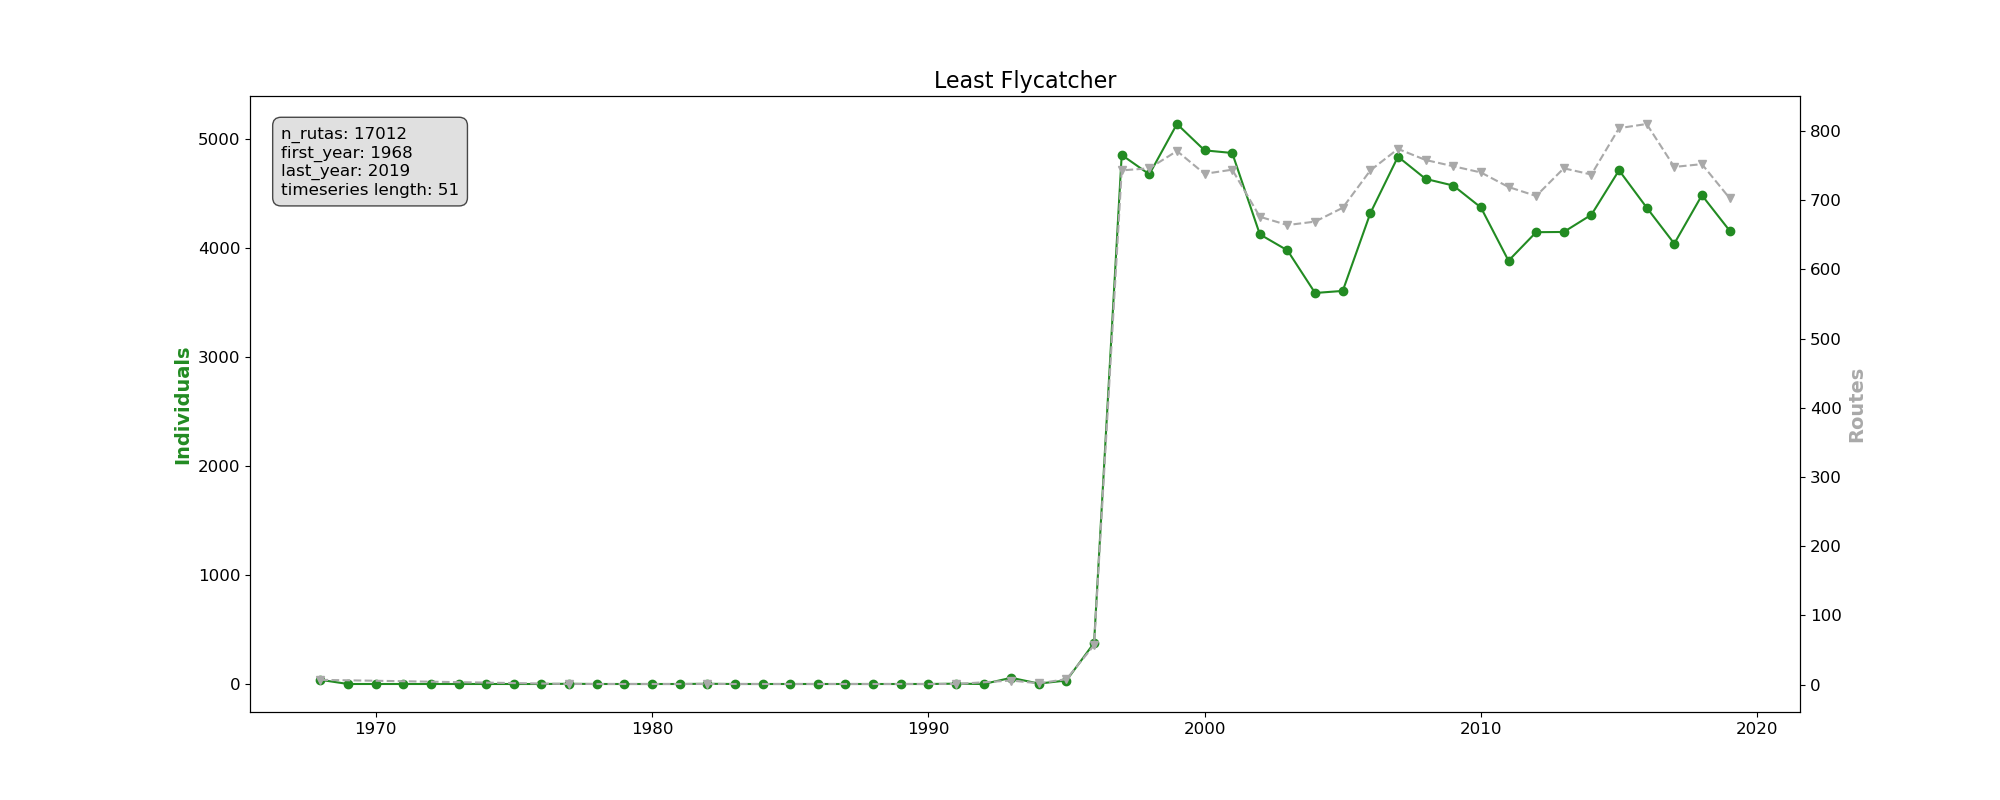 Least Flycatcher
n_rutas: 17012
first_year: 1968
last_year: 2019
timeseries length: 51
Individuals
5000
4000
3000
2000
1000
0
800
700
600
500
400
300
200
100
0
Routes
1970 1980 1990 2000 2010 2020